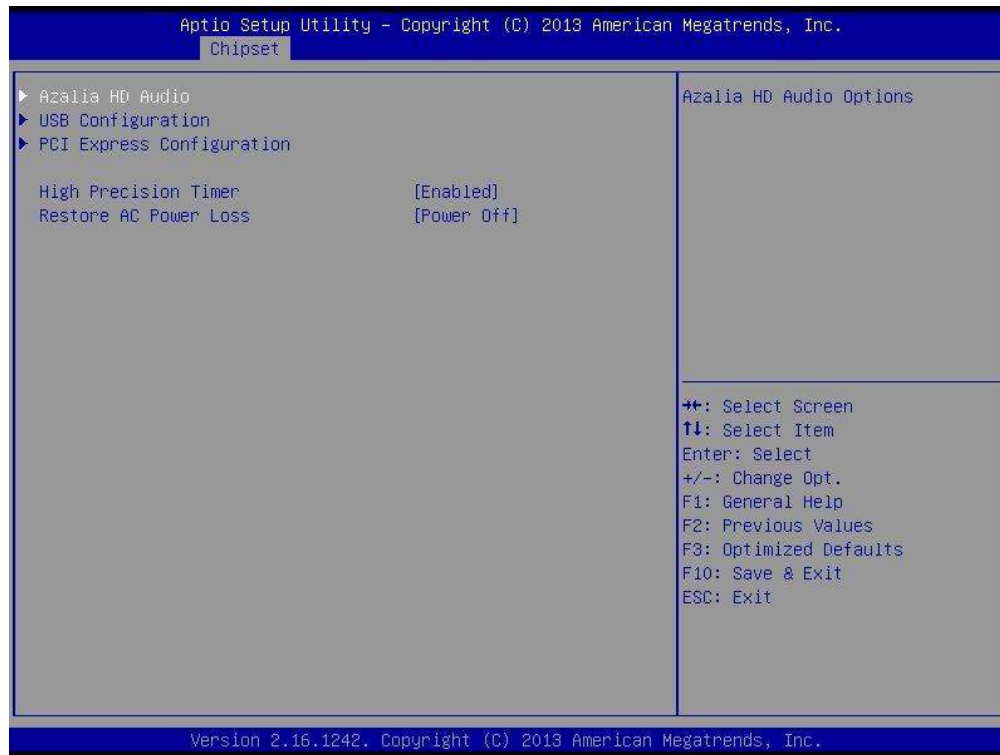 Aptio Setup Utility – Copyright (C) 2013 American Megatrends, Inc.
Chipset
▶ Azalia HD Audio
▶ USB Configuration
▶ PCI Express Configuration
High Precision Timer [Enabled]
Restore AC Power Loss [Power Off]
Azalia HD Audio Options
→←: Select Screen
↑↓: Select Item
Enter: Select
+/-: Change Opt.
F1: General Help
F2: Previous Values
F3: Optimized Defaults
F10: Save & Exit
ESC: Exit
Version 2.16.1242. Copyright (C) 2013 American Megatrends, Inc.